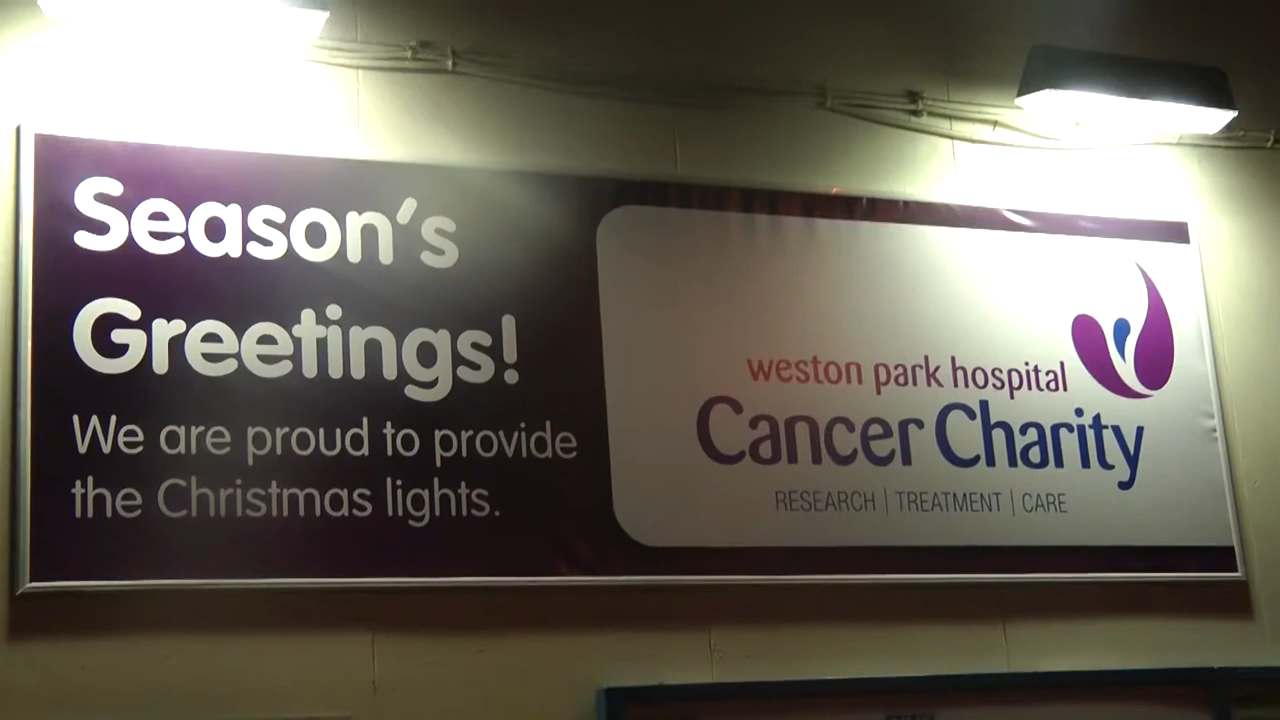 Season's
Greetings!
We are proud to provide
the Christmas lights.
weston park hospital
Cancer Charity
RESEARCH | TREATMENT | CARE